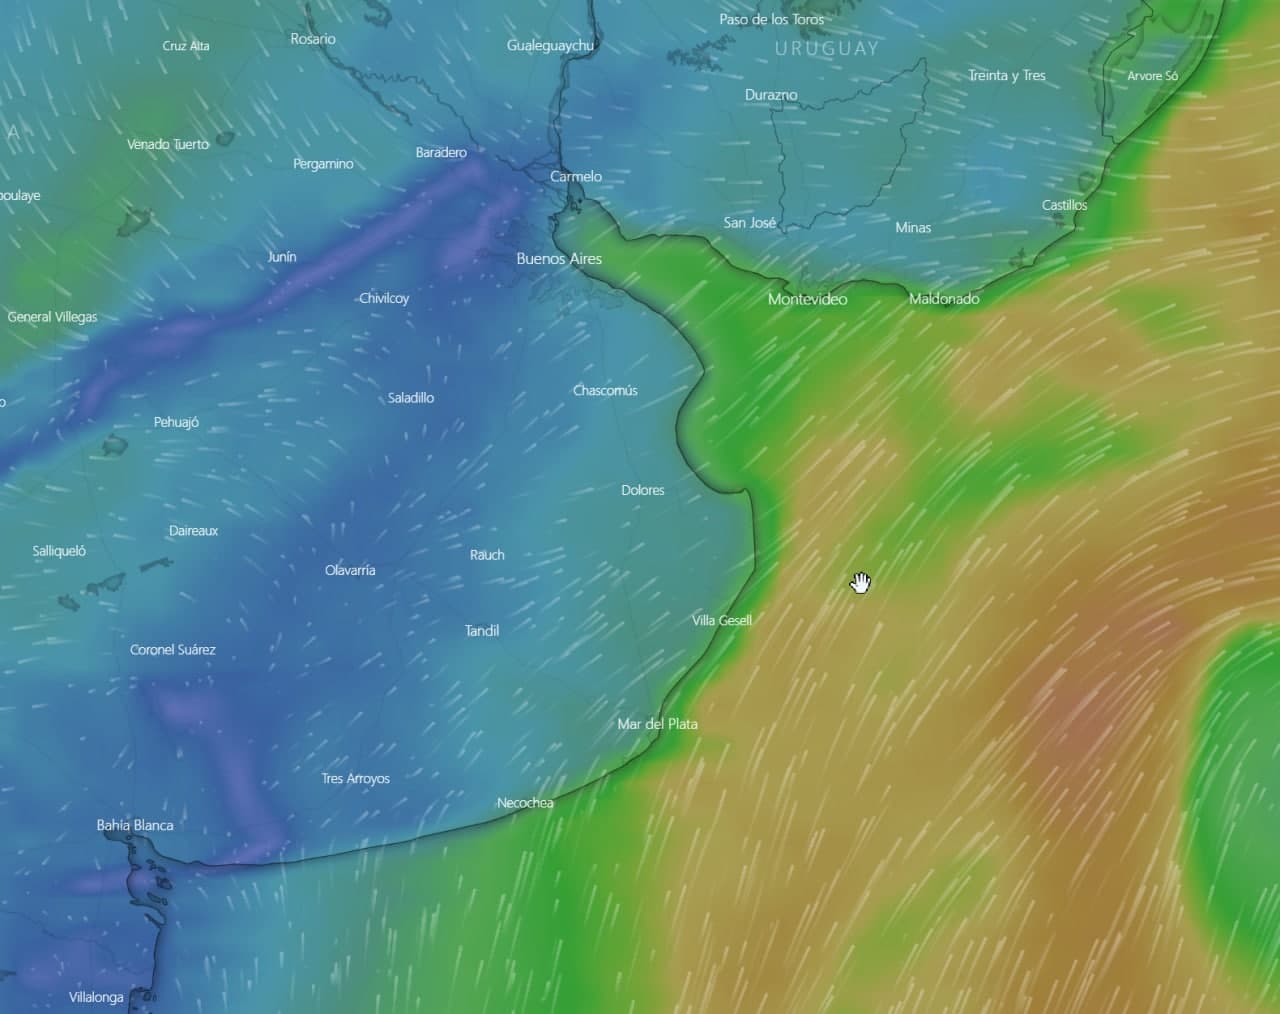 Paso de los Toros
Cruz Alta
Rosario
Gualeguaychu
URUGUAY
Treinta y Tres
Arvore Só
Durazno
A
Venado Tuerto
Baradero
Pergamino
Carmelo
boulaye
Castillos
San José
Minas
Junín
Buenos Aires
Chivilcoy
Montevideo
Maldonado
General Villegas
Chascomús
Saladillo
o
Pehuajó
Dolores
Daireaux
Salliqueló
Rauch
Olavarría
Villa Gesell
Tandil
Coronel Suárez
Mar del Plata
Tres Arroyos
Necochea
Bahía Blanca
Villalonga